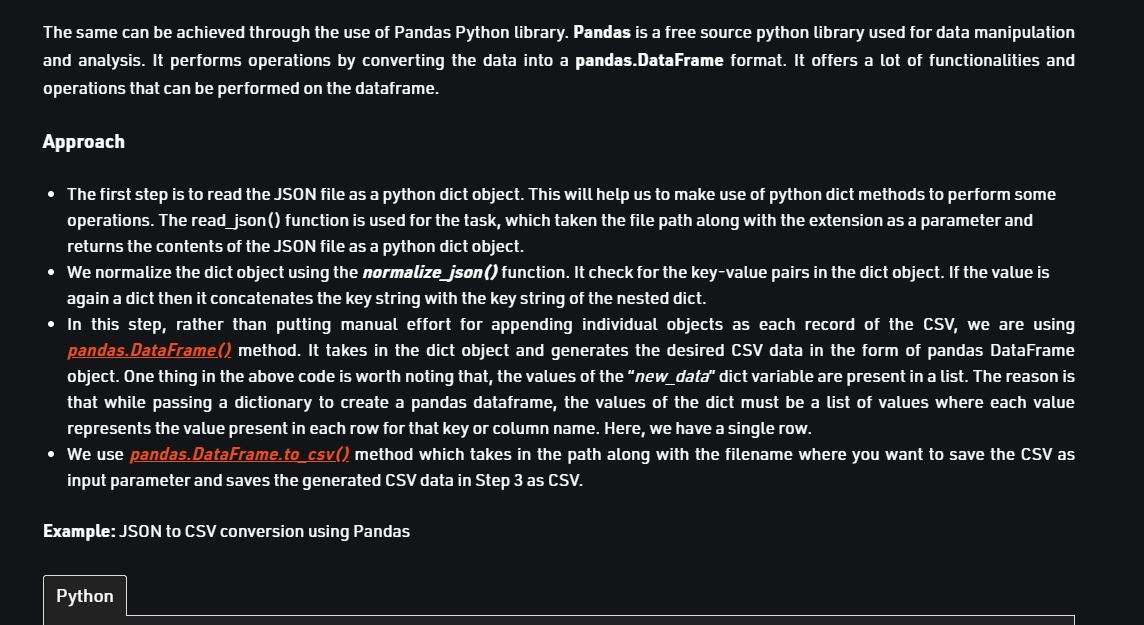 The same can be achieved through the use of Pandas Python library. Pandas is a free source python library used for data manipulation
and analysis. It performs operations by converting the data into a pandas.DataFrame format. It offers a lot of functionalities and
operations that can be performed on the dataframe.
Approach
• The first step is to read the JSON file as a python dict object. This will help us to make use of python dict methods to perform some
operations. The read_json() function is used for the task, which taken the file path along with the extension as a parameter and
returns the contents of the JSON file as a python dict object.
• We normalize the dict object using the normalize_json() function. It check for the key-value pairs in the dict object. If the value is
again a dict then it concatenates the key string with the key string of the nested dict.
• In this step, rather than putting manual effort for appending individual objects as each record of the CSV, we are using
pandas.DataFrame() method. It takes in the dict object and generates the desired CSV data in the form of pandas DataFrame
object. One thing in the above code is worth noting that, the values of the “new_data” dict variable are present in a list. The reason is
that while passing a dictionary to create a pandas dataframe, the values of the dict must be a list of values where each value
represents the value present in each row for that key or column name. Here, we have a single row.
• We use pandas.DataFrame.to_csv() method which takes in the path along with the filename where you want to save the CSV as
input parameter and saves the generated CSV data in Step 3 as CSV.
Example: JSON to CSV conversion using Pandas
Python